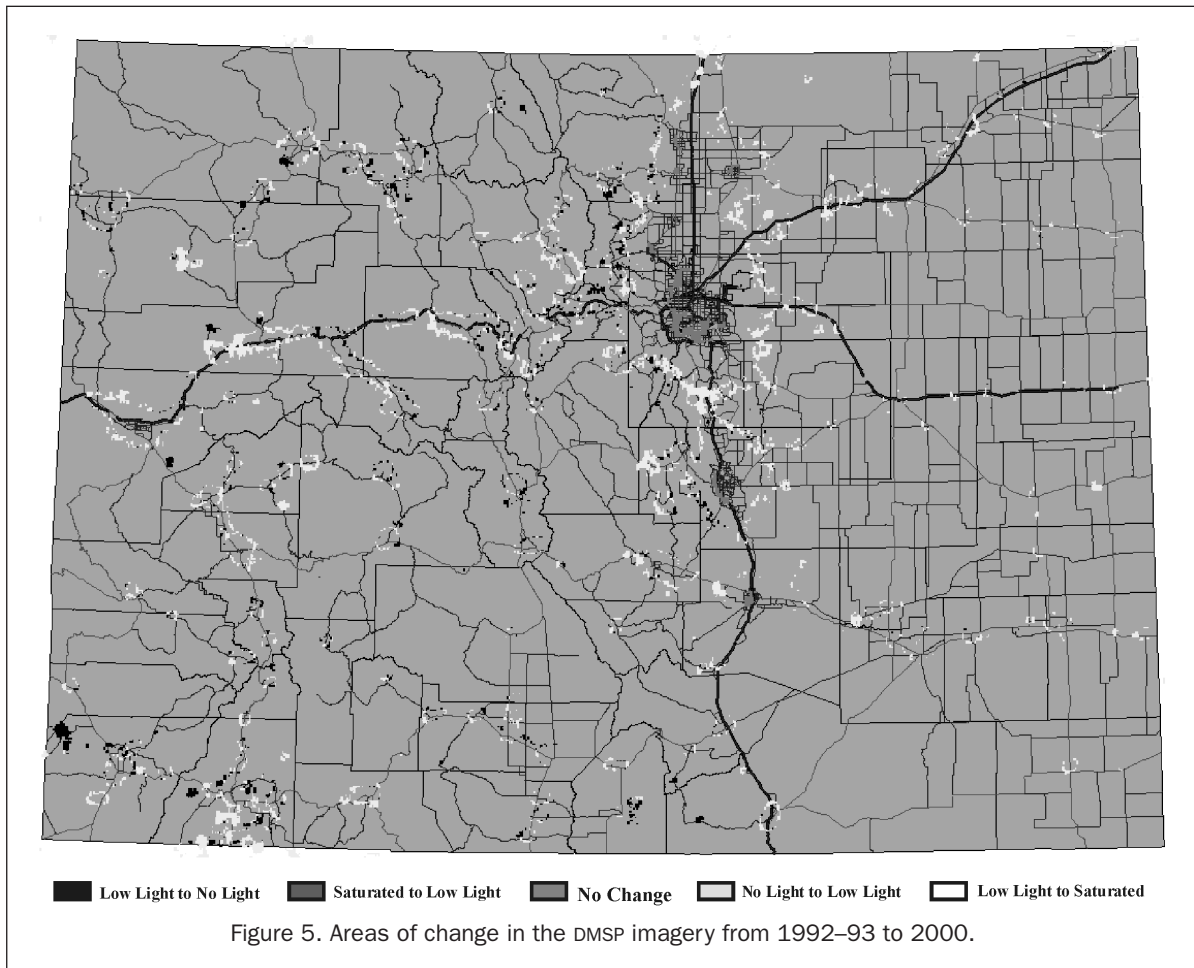 Low Light to No Light Saturated to Low Light No Change No Light to Low Light Low Light to Saturated
Figure 5. Areas of change in the DMSP imagery from 1992–93 to 2000.